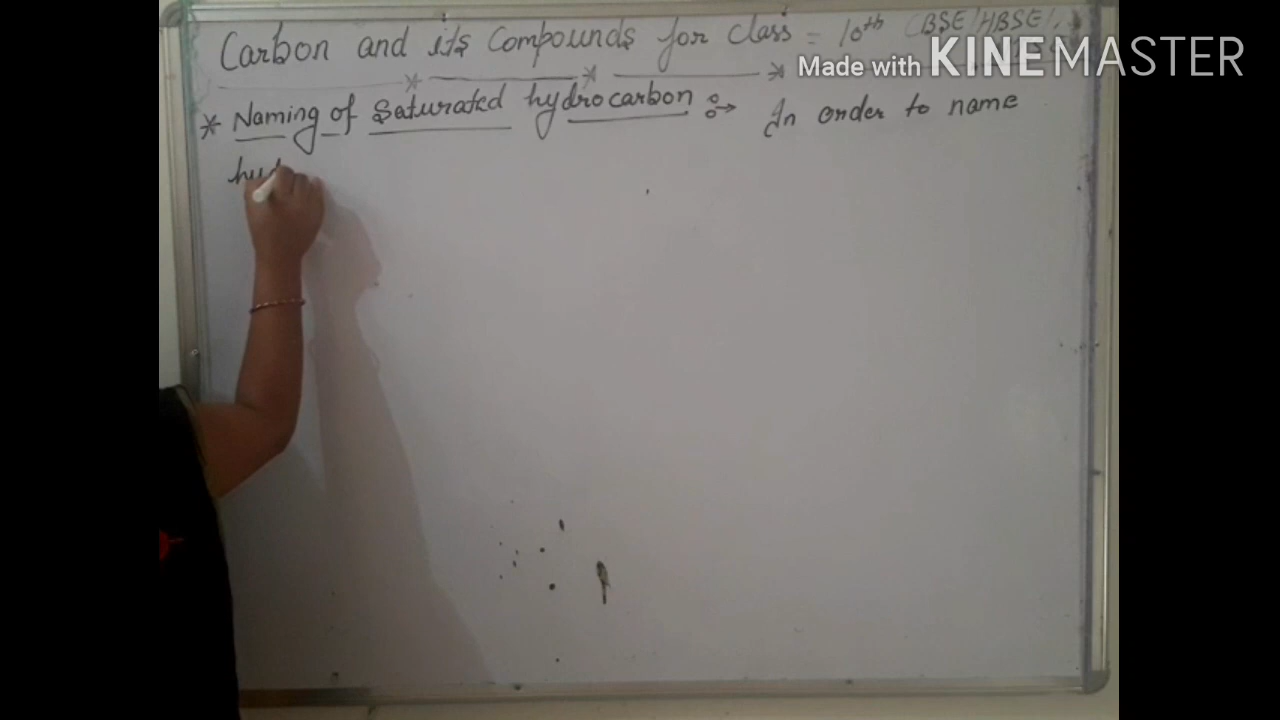 Carbon and its Compounds for class = 10th CBSE/HBSE/
Made with KINEMASTER
* Naming of Saturated hydrocarbon :→ In order to name
hyd